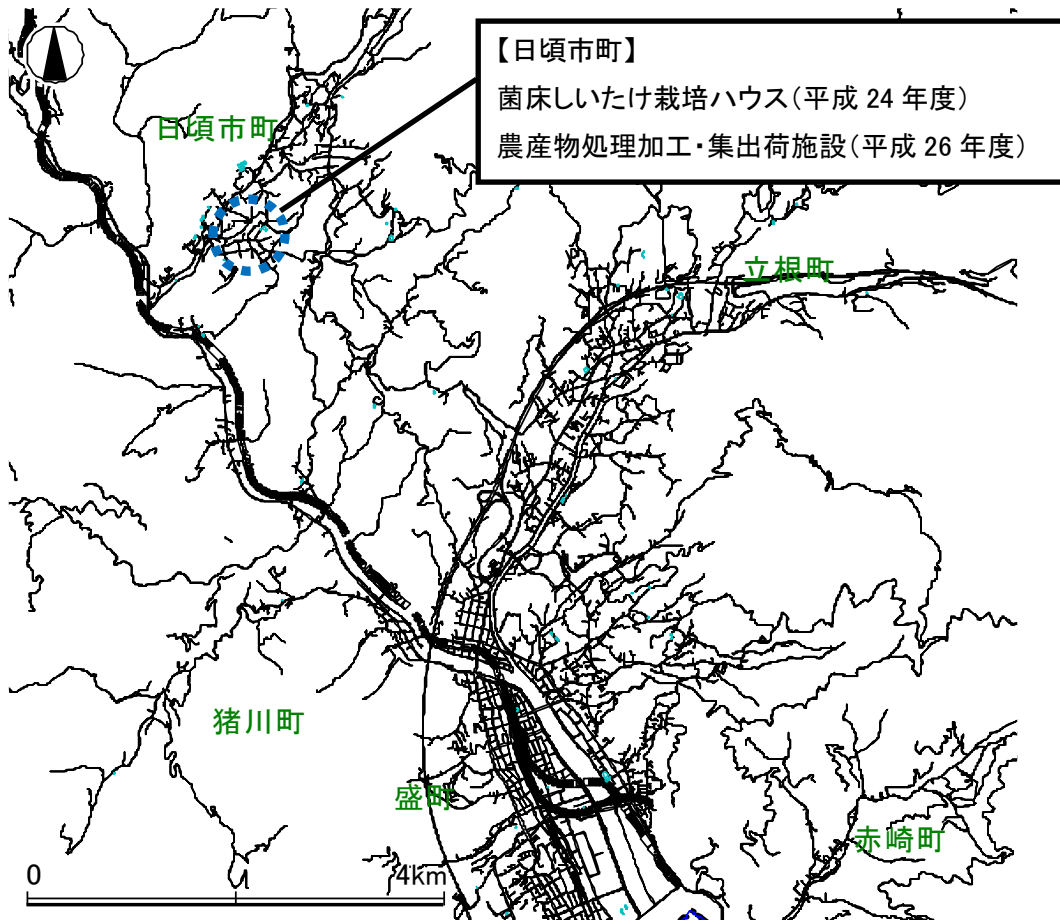 【日頃市町】
菌床しいたけ栽培ハウス(平成 24 年度)
農産物処理加工・集出荷施設(平成 26 年度)
日頃市町
立根町
猪川町
盛町
赤崎町
0 4km